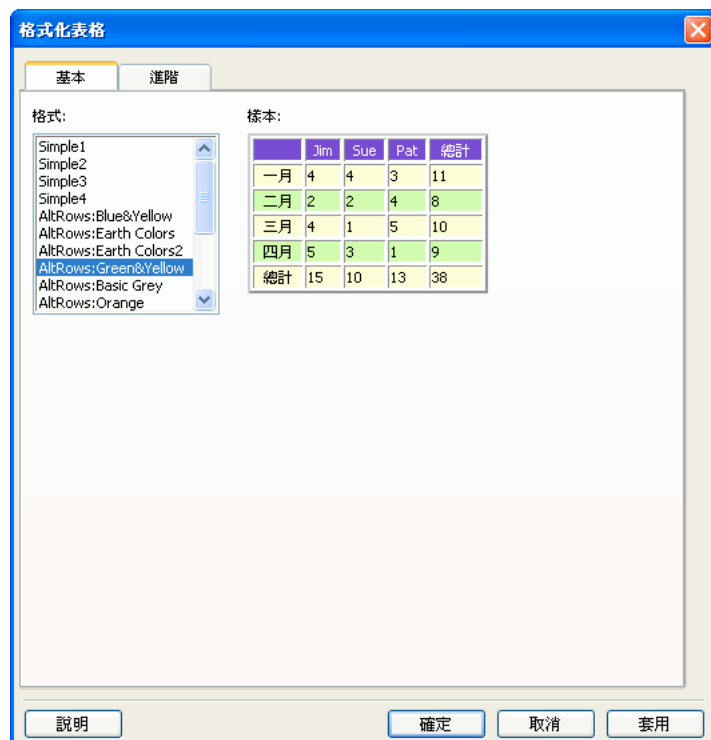 格式化表格
基本 進階
格式:
Simple1
Simple2
Simple3
Simple4
AltRows:Blue&Yellow
AltRows:Earth Colors
AltRows:Earth Colors2
AltRows:Green&Yellow
AltRows:Basic Grey
AltRows:Orange
樣本:
Jim Sue Pat 總計
一月 4 4 3 11
二月 2 2 4 8
三月 4 1 5 10
四月 5 3 1 9
總計 15 10 13 38
說明 確定 取消 套用